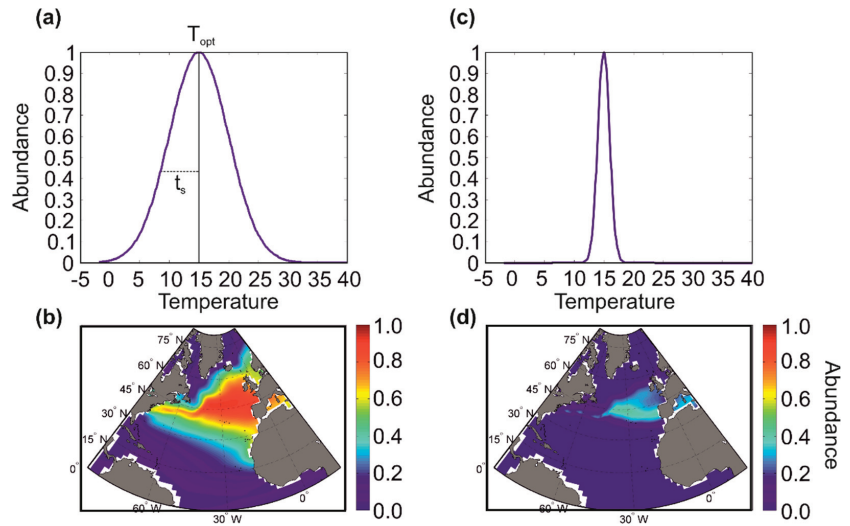 (a)
T_opt
1
0.9
0.8
0.7
0.6
0.5
0.4
0.3
0.2
0.1
0
Abundance
t_s
-5 0 5 10 15 20 25 30 35 40
Temperature
(c)
1
0.9
0.8
0.7
0.6
0.5
0.4
0.3
0.2
0.1
0
Abundance
-5 0 5 10 15 20 25 30 35 40
Temperature
(b)
75° N
60° N
45° N
30° N
15° N
0°
60° W
30° W
0°
1.0
0.8
0.6
0.4
0.2
0.0
(d)
75° N
60° N
45° N
30° N
15° N
0°
60° W
30° W
0°
1.0
0.8
0.6
0.4
0.2
0.0
Abundance